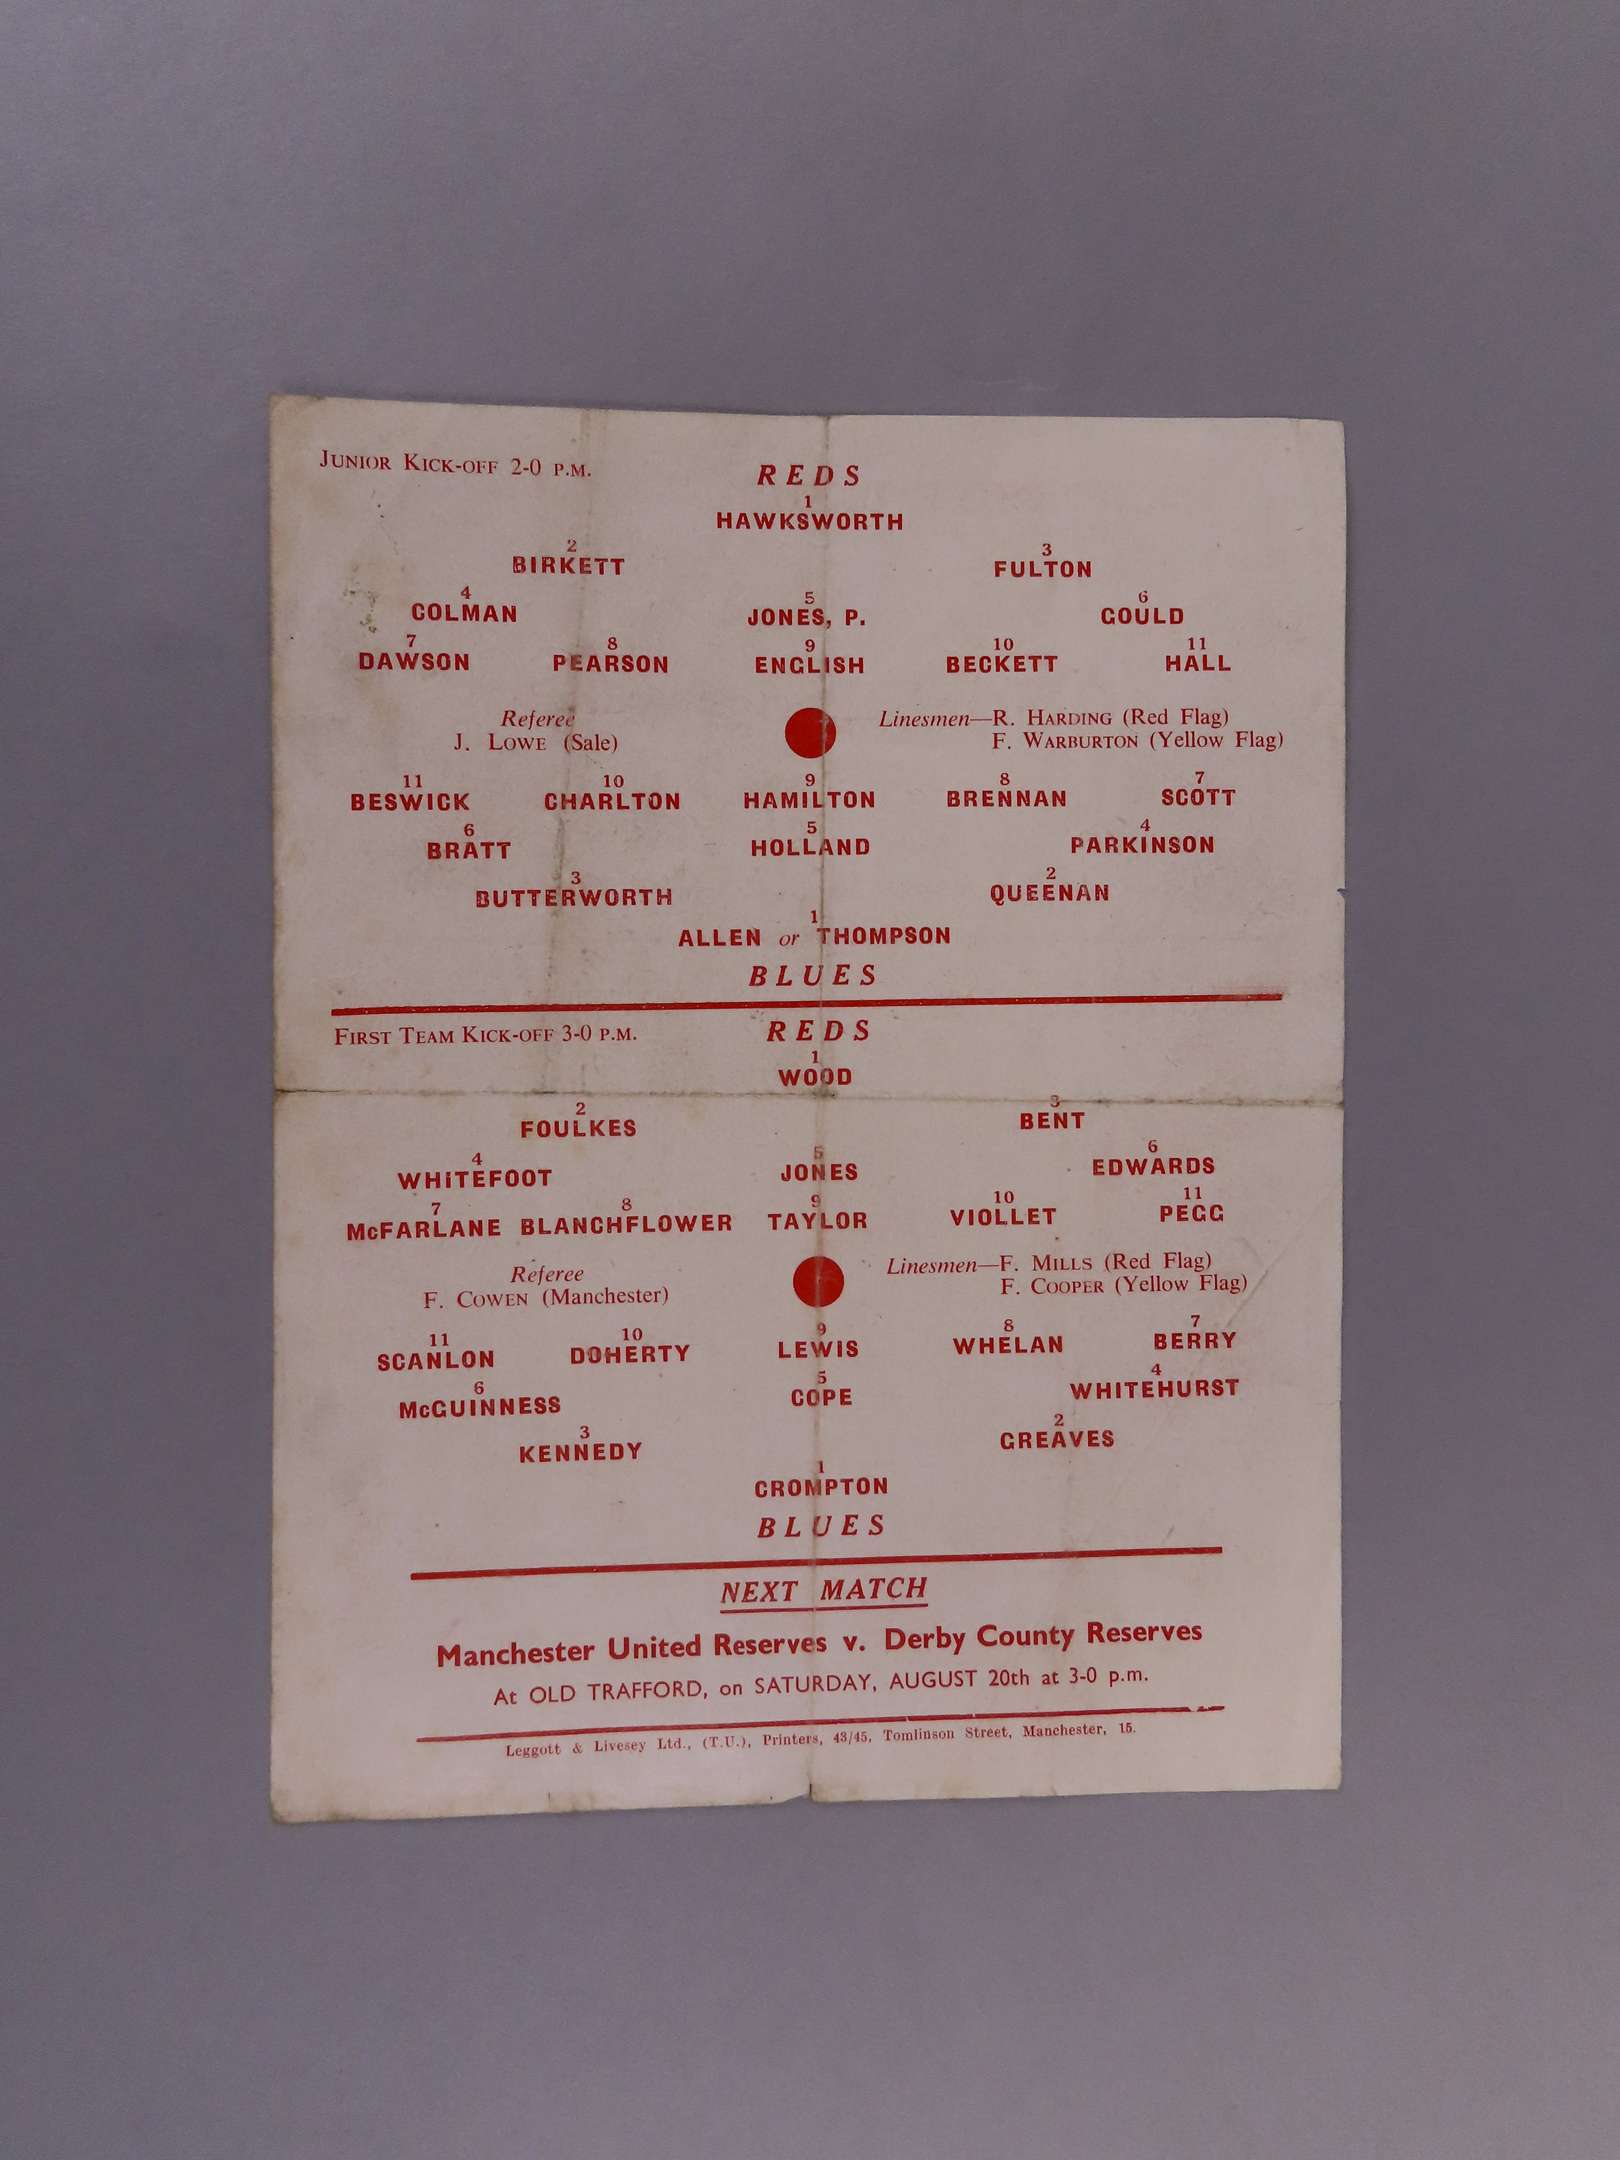 JUNIOR KICK-OFF 2-0 P.M.
REDS
1
HAWKSWORTH
2 3
BIRKETT FULTON
4 5 6
COLMAN JONES, P. GOULD
7 8 9 10 11
DAWSON PEARSON ENGLISH BECKETT HALL
Referee Linesmen—R. HARDING (Red Flag)
J. LOWE (Sale) F. WARBURTON (Yellow Flag)
11 10 9 8 7
BESWICK CHARLTON HAMILTON BRENNAN SCOTT
6 5 4
BRATT HOLLAND PARKINSON
3 2
BUTTERWORTH QUEENAN
1
ALLEN or THOMPSON
BLUES
FIRST TEAM KICK-OFF 3-0 P.M. REDS
1
WOOD
2 3
FOULKES BENT
4 5 6
WHITEFOOT JONES EDWARDS
7 8 9 10 11
McFARLANE BLANCHFLOWER TAYLOR VIOLLET PEGG
Referee Linesmen—F. MILLS (Red Flag)
F. COWEN (Manchester) F. COOPER (Yellow Flag)
11 10 9 8 7
SCANLON DOHERTY LEWIS WHELAN BERRY
6 5 4
McGUINNESS COPE WHITEHURST
3 2
KENNEDY GREAVES
1
CROMPTON
BLUES
NEXT MATCH
Manchester United Reserves v. Derby County Reserves
At OLD TRAFFORD, on SATURDAY, AUGUST 20th at 3-0 p.m.
Leggott & Livesey Ltd., (T.U.), Printers, 43/45, Tomlinson Street, Manchester, 15.